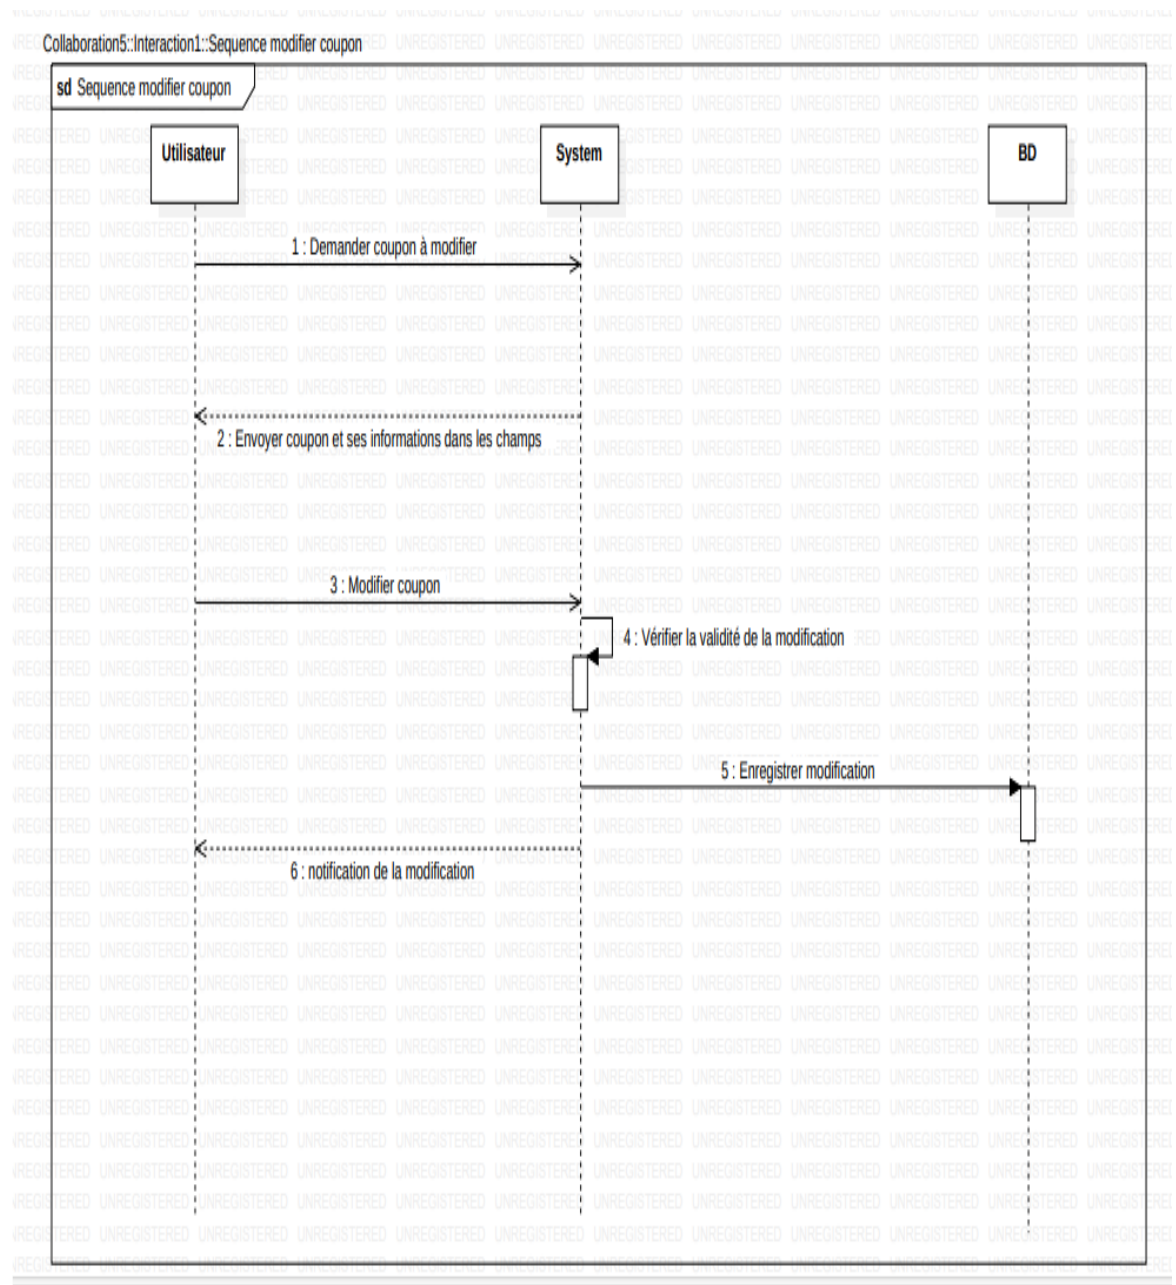 Collaboration5::Interaction1::Sequence modifier coupon
sd Sequence modifier coupon
Utilisateur
System
BD
1 : Demander coupon à modifier
2 : Envoyer coupon et ses informations dans les champs
3 : Modifier coupon
4 : Vérifier la validité de la modification
5 : Enregistrer modification
6 : notification de la modification
UNREGISTERED